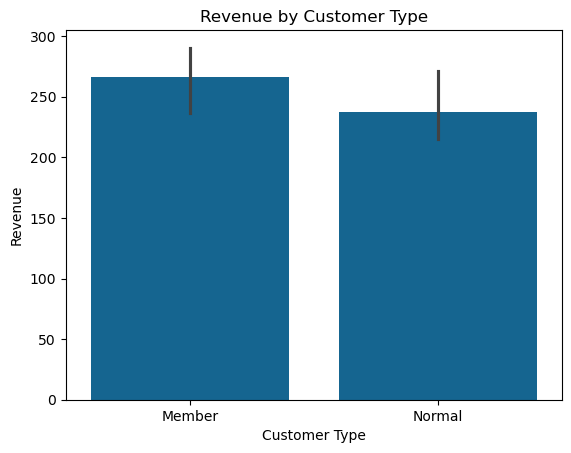 Revenue by Customer Type
300
250
200
150
100
50
0
Revenue
Member
Normal
Customer Type